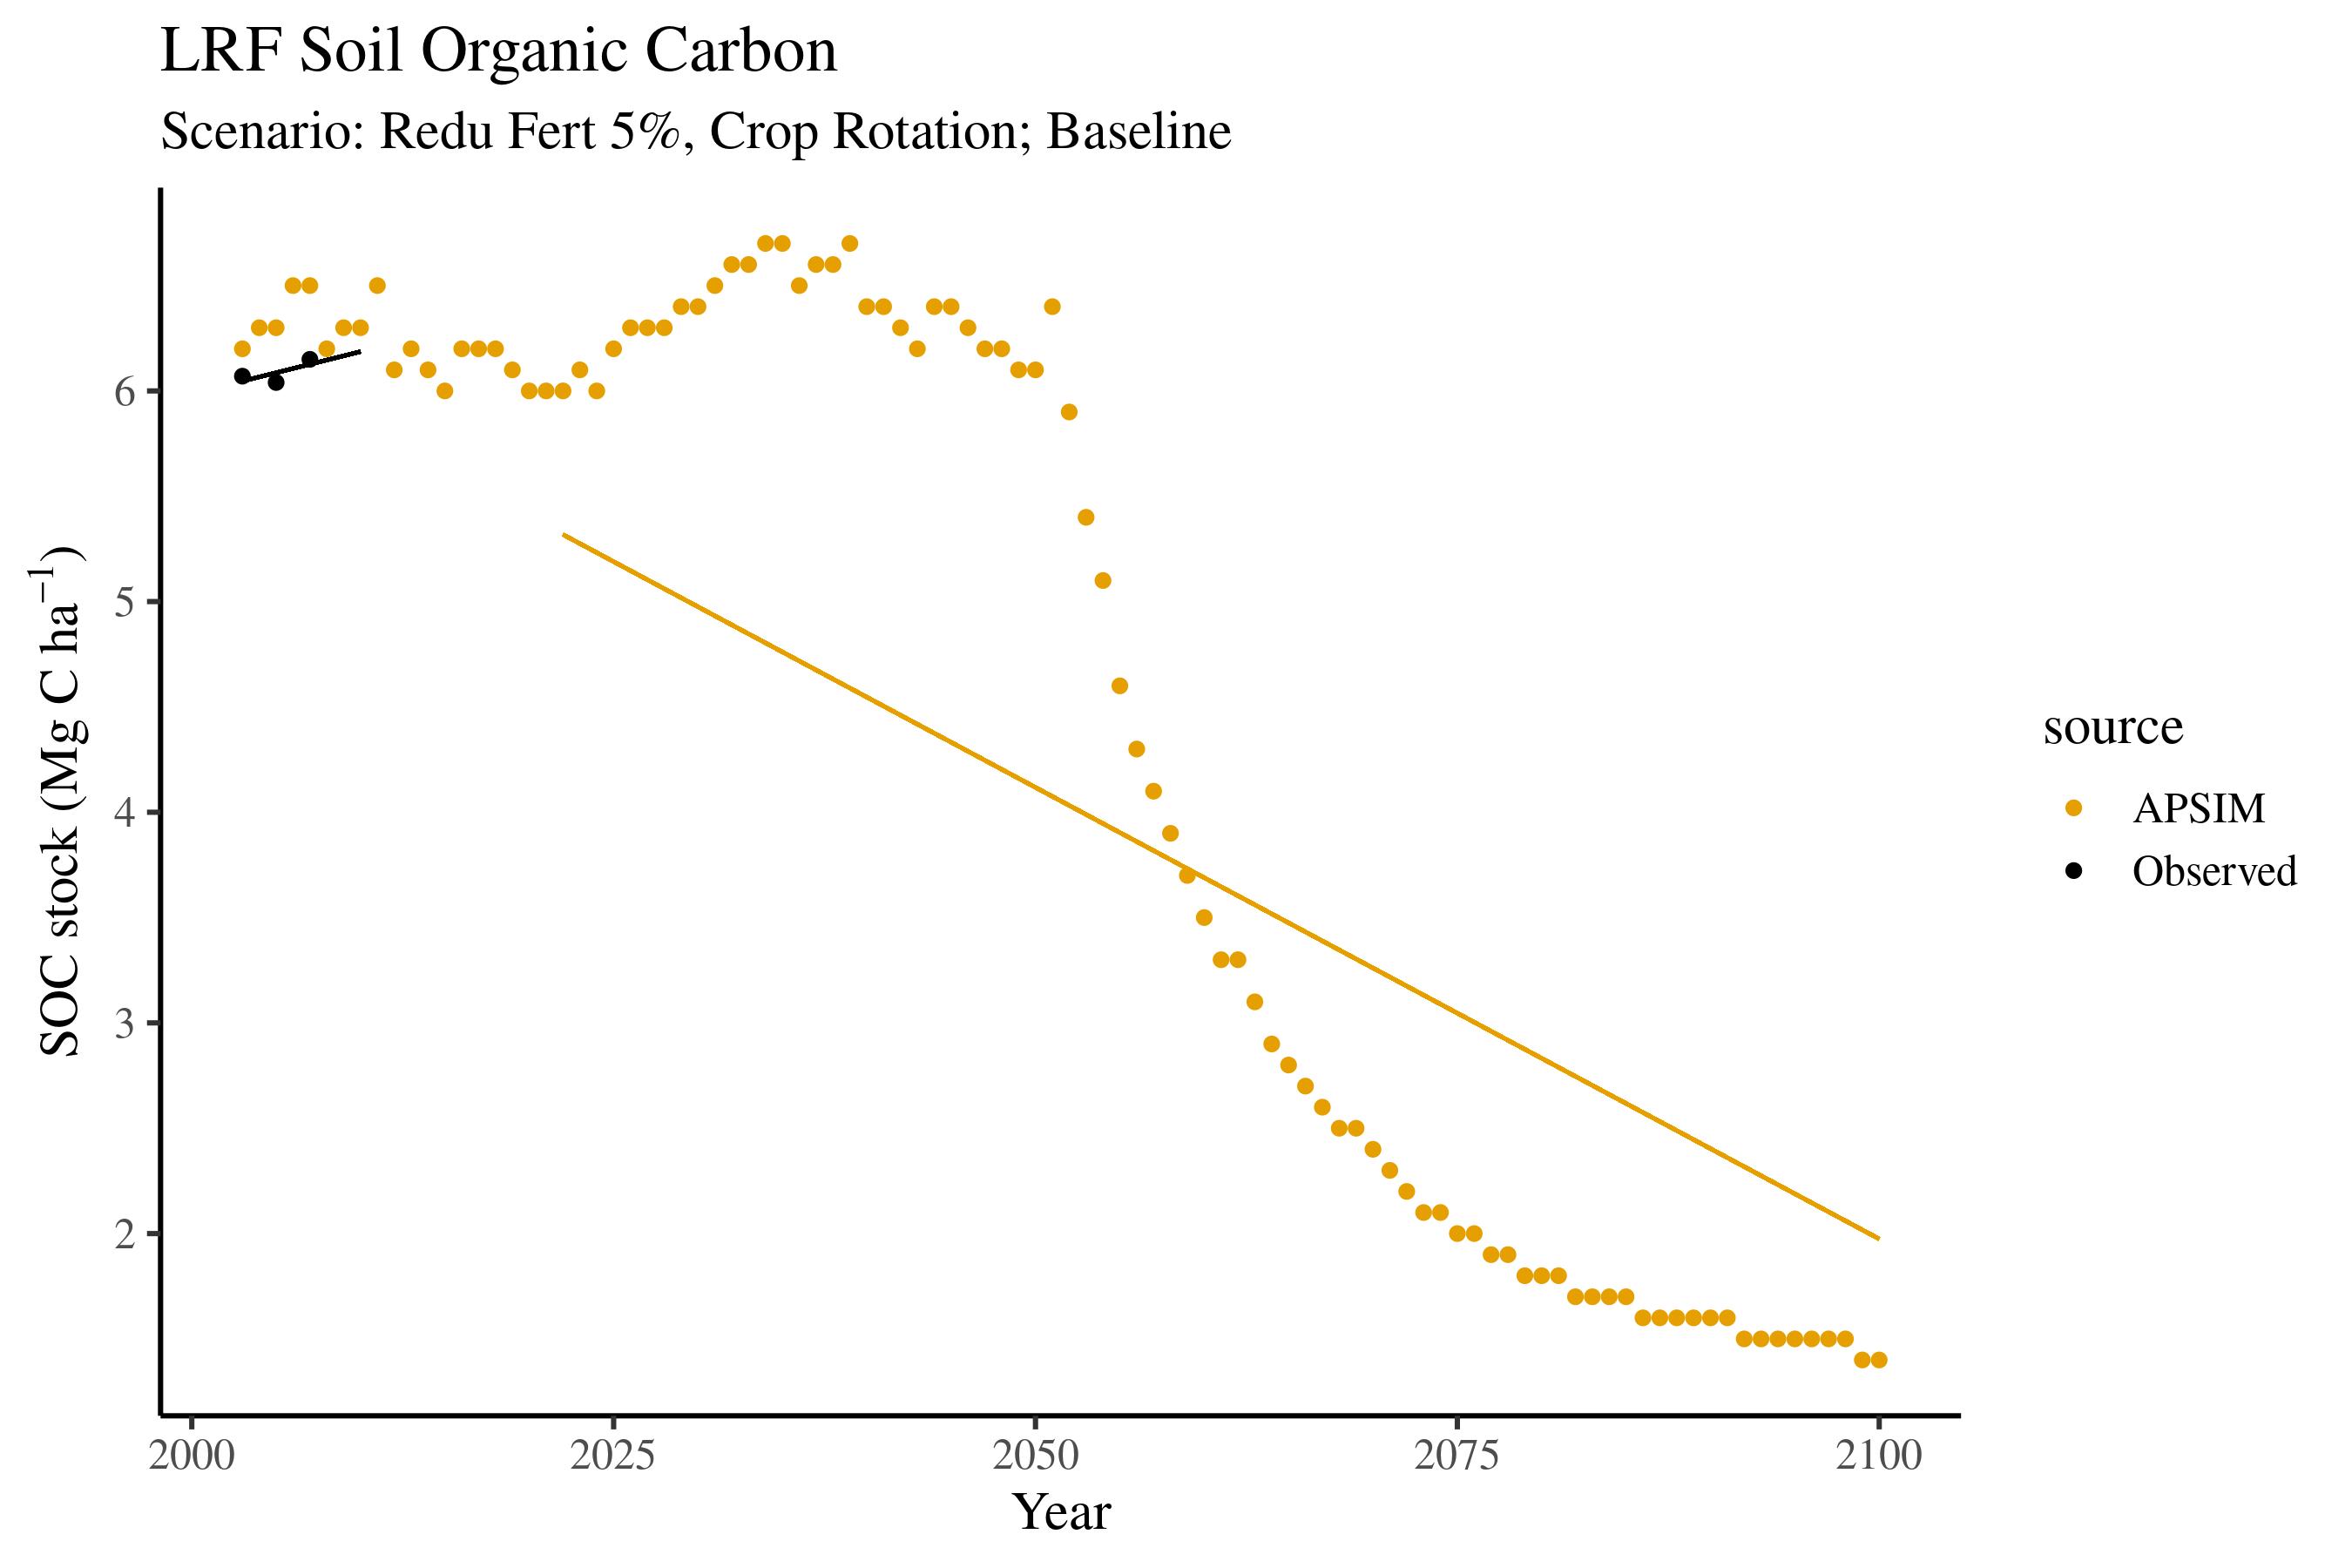 LRF Soil Organic Carbon
Scenario: Redu Fert 5%, Crop Rotation; Baseline
SOC stock (Mg C ha⁻¹)
6
5
4
3
2
2000 2025 2050 2075 2100
Year
source
APSIM
Observed